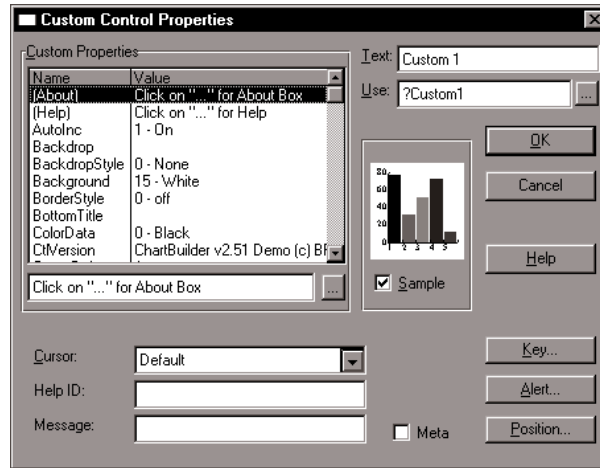 Custom Control Properties
Custom Properties
Name Value
(About) Click on "..." for About Box
(Help) Click on "..." for Help
AutoInc 1 - On
Backdrop
BackdropStyle 0 - None
Background 15 - White
BorderStyle 0 - off
BottomTitle
ColorData 0 - Black
CtlVersion ChartBuilder v2.51 Demo (c)
Click on "..." for About Box
...
Text: Custom 1
Use: ?Custom1
...
80
60
40
20
0
1 2 3 4 5
Sample
OK
Cancel
Help
Cursor: Default
Help ID:
Message:
Meta
Key...
Alert...
Position...